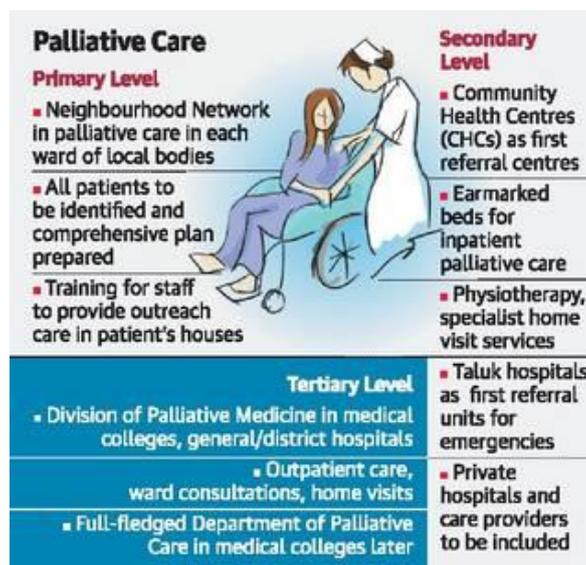 Palliative Care
Primary Level
▪ Neighbourhood Network
in palliative care in each
ward of local bodies
▪ All patients to
be identified and
comprehensive plan
prepared
▪ Training for staff
to provide outreach
care in patient's houses
Secondary
Level
▪ Community
Health Centres
(CHCs) as first
referral centres
▪ Earmarked
beds for
inpatient
palliative care
▪ Physiotherapy,
specialist home
visit services
▪ Taluk hospitals
as first referral
units for
emergencies
▪ Private
hospitals and
care providers
to be included
Tertiary Level
▪ Division of Palliative Medicine in medical
colleges, general/district hospitals
▪ Outpatient care,
ward consultations, home visits
▪ Full-fledged Department of Palliative
Care in medical colleges later